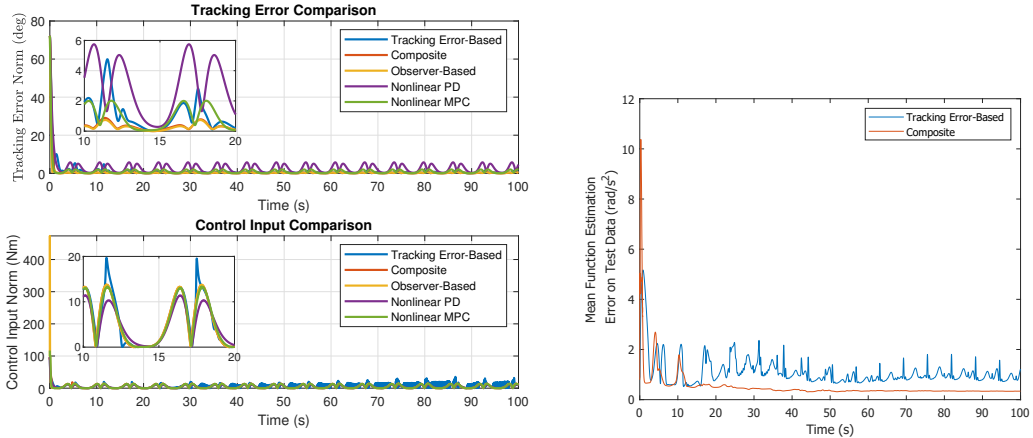 Tracking Error Comparison
Tracking Error Norm (deg)
80
60
40
20
0
6
4
2
0
10
15
20
Tracking Error-Based
Composite
Observer-Based
Nonlinear PD
Nonlinear MPC
0 10 20 30 40 50 60 70 80 90 100
Time (s)
Control Input Comparison
Control Input Norm (Nm)
400
300
200
100
0
20
10
0
10
15
20
Tracking Error-Based
Composite
Observer-Based
Nonlinear PD
Nonlinear MPC
0 10 20 30 40 50 60 70 80 90 100
Time (s)
Mean Function Estimation
Error on Test Data (rad/s²)
12
10
8
6
4
2
0
Tracking Error-Based
Composite
0 10 20 30 40 50 60 70 80 90 100
Time (s)